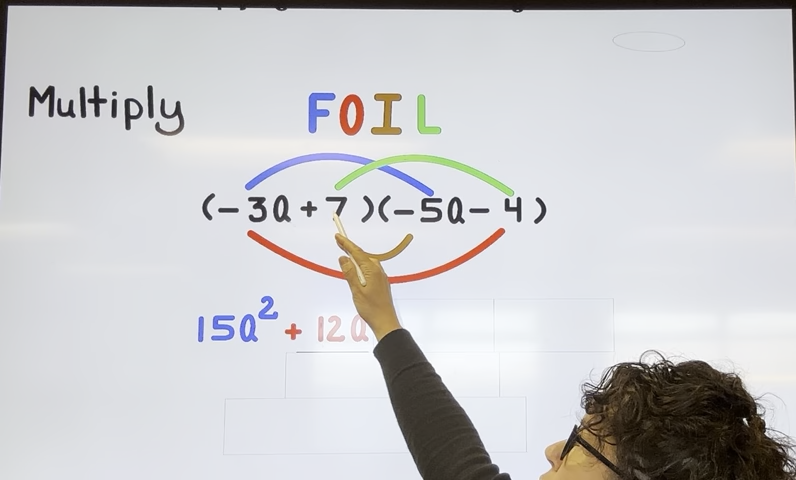 Multiply
FOIL
(-3a+7)(-5a-4)
15a² + 12a